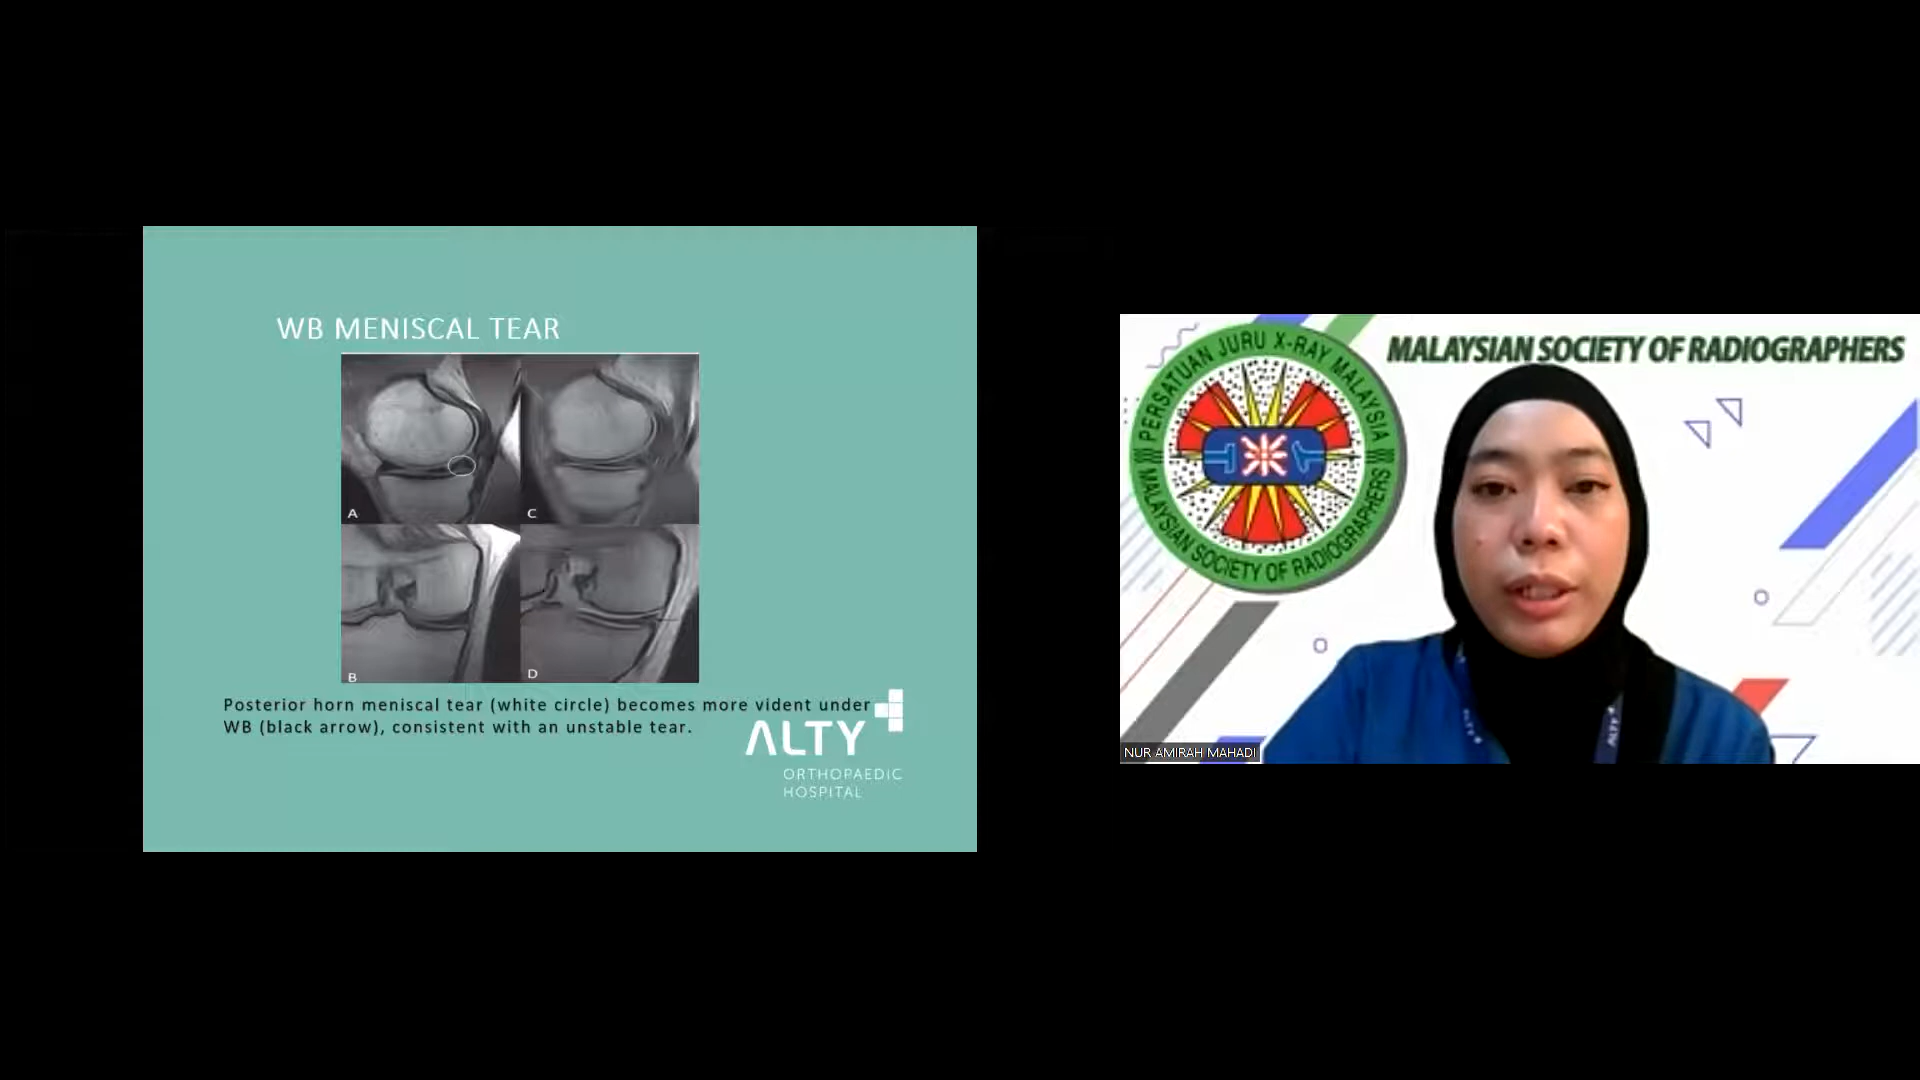 WB MENISCAL TEAR
A
C
B
D
Posterior horn meniscal tear (white circle) becomes more vident under
WB (black arrow), consistent with an unstable tear.
ALTY
ORTHOPAEDIC
HOSPITAL
MALAYSIAN SOCIETY OF RADIOGRAPHERS
PERSATUAN JURU X-RAY MALAYSIA
MALAYSIAN SOCIETY OF RADIOGRAPHERS
ALTY
NUR AMIRAH MAHADI